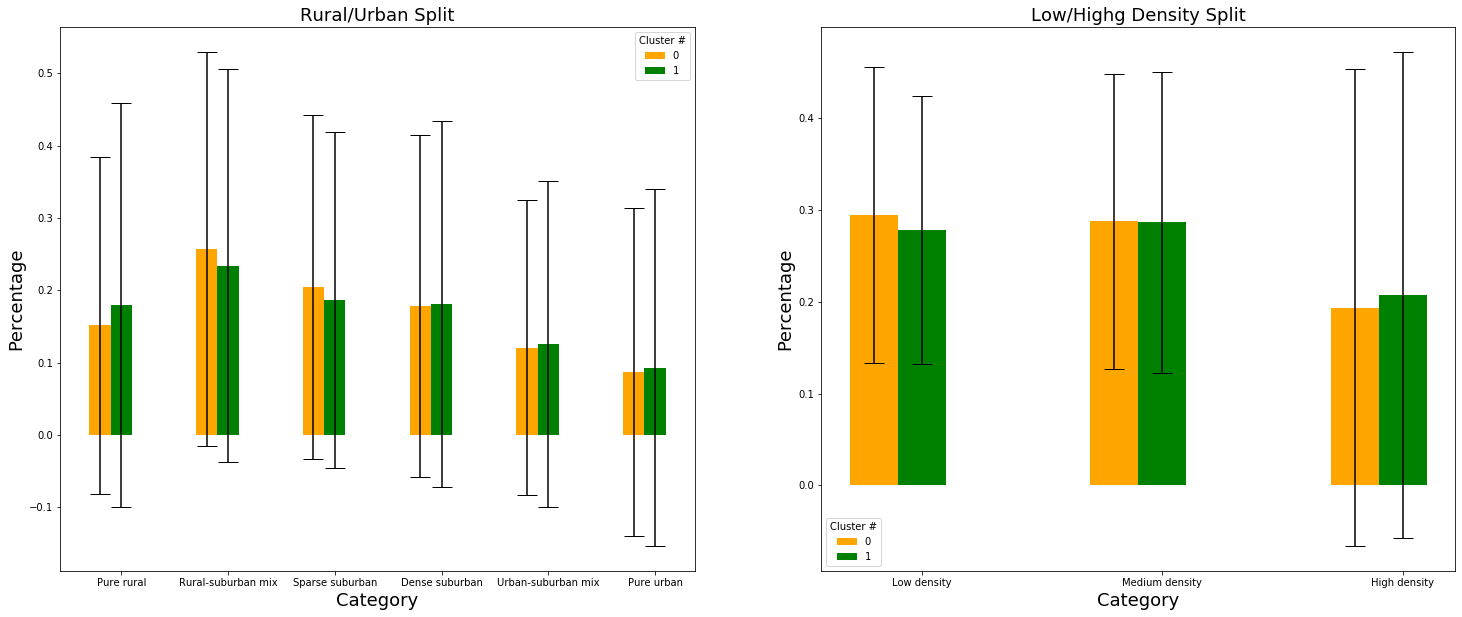 Rural/Urban Split
Cluster #
0
1
0.5
0.4
0.3
0.2
0.1
0.0
−0.1
Percentage
Pure rural
Rural-suburban mix
Sparse suburban
Dense suburban
Urban-suburban mix
Pure urban
Category
Low/Highg Density Split
0.4
0.3
0.2
0.1
0.0
Percentage
Cluster #
0
1
Low density
Medium density
High density
Category